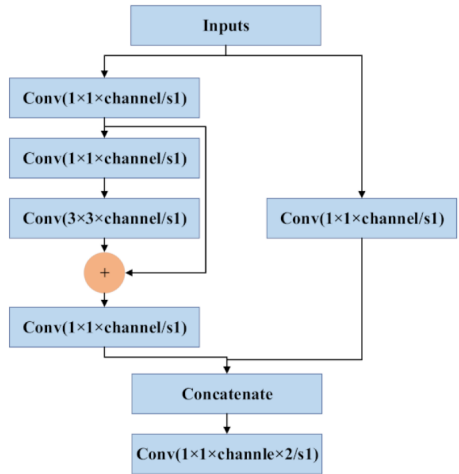 Inputs
Conv(1×1×channel/s1)
Conv(1×1×channel/s1)
Conv(3×3×channel/s1)
Conv(1×1×channel/s1)
+
Conv(1×1×channel/s1)
Concatenate
Conv(1×1×channle×2/s1)